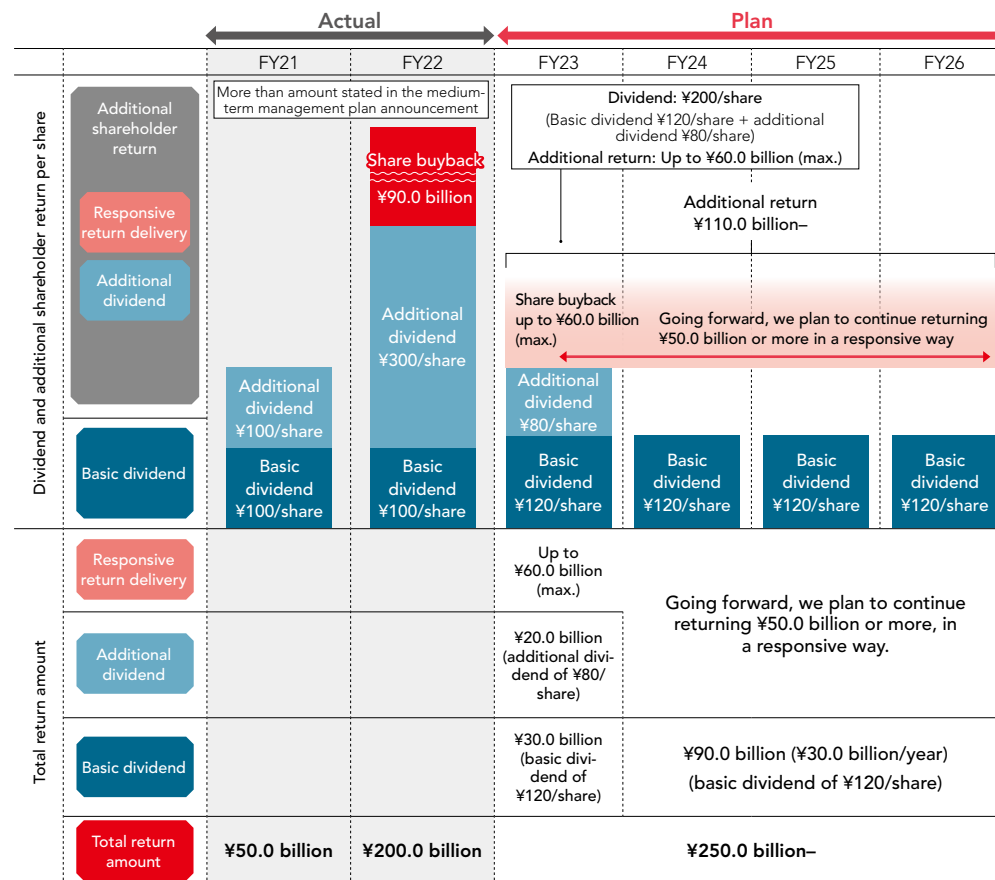 Actual
Plan
FY21
FY22
FY23
FY24
FY25
FY26
Dividend and additional shareholder return per share
Additional
shareholder
return
Responsive
return delivery
Additional
dividend
Basic dividend
More than amount stated in the medium-
term management plan announcement
Share buyback
¥90.0 billion
Additional
dividend
¥300/share
Additional
dividend
¥100/share
Basic
dividend
¥100/share
Basic
dividend
¥100/share
Dividend: ¥200/share
(Basic dividend ¥120/share + additional
dividend ¥80/share)
Additional return: Up to ¥60.0 billion (max.)
Additional return
¥110.0 billion–
Share buyback
up to ¥60.0 billion
(max.)
Going forward, we plan to continue returning
¥50.0 billion or more in a responsive way
Additional
dividend
¥80/share
Basic
dividend
¥120/share
Basic
dividend
¥120/share
Basic
dividend
¥120/share
Basic
dividend
¥120/share
Total return amount
Responsive
return delivery
Up to
¥60.0 billion
(max.)
Going forward, we plan to continue
returning ¥50.0 billion or more, in
a responsive way.
Additional
dividend
¥20.0 billion
(additional divi-
dend of ¥80/
share)
Basic dividend
¥30.0 billion
(basic divi-
dend of
¥120/share)
¥90.0 billion (¥30.0 billion/year)
(basic dividend of ¥120/share)
Total return
amount
¥50.0 billion
¥200.0 billion
¥250.0 billion–